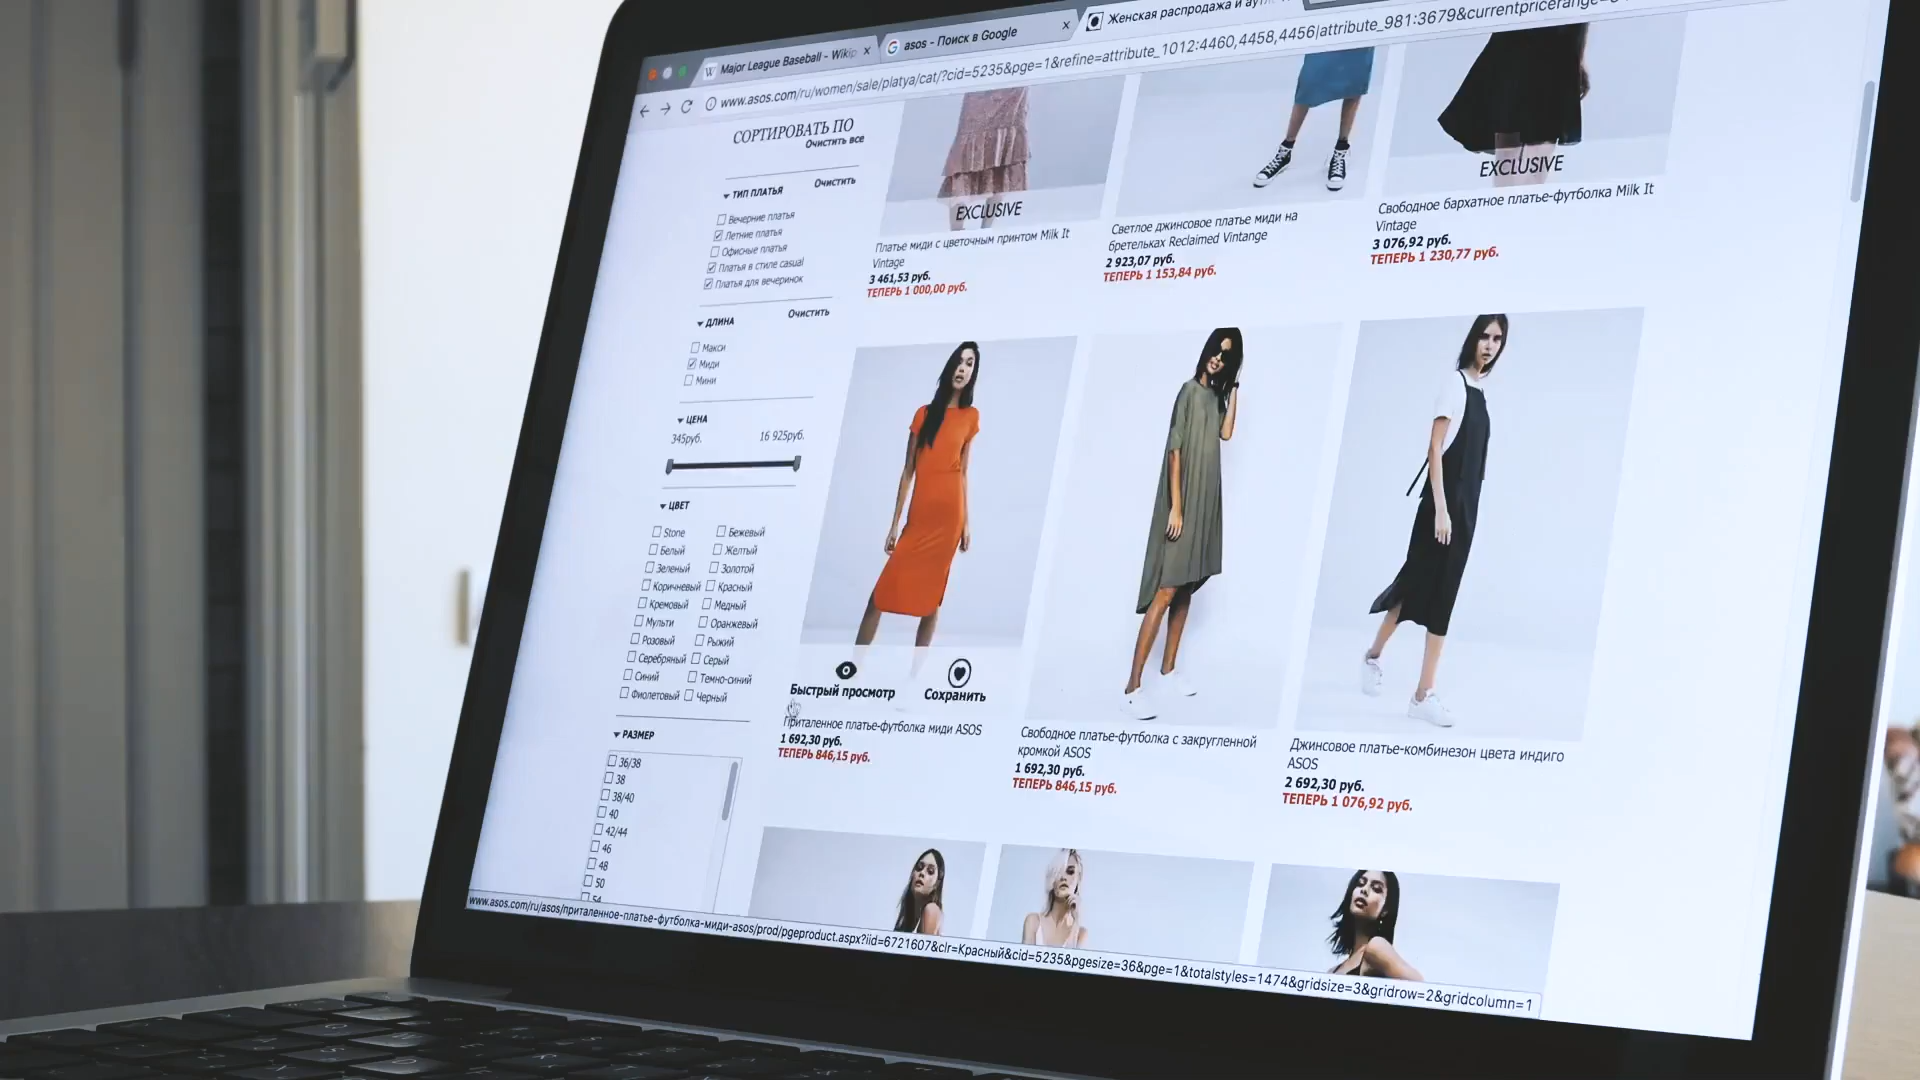 Major League Baseball - Wikip
asos - Поиск в Google
Женская распродажа и аутл
www.asos.com/ru/women/sale/platya/cat/?cid=5235&pge=1&refine=attribute_1012:4460,4458,4456|attribute_981:3679&currentpricerange=
СОРТИРОВАТЬ ПО
Очистить все
ТИП ПЛАТЬЯ
Очистить
Вечерние платья
Летние платья
Офисные платья
Платья в стиле casual
Платья для вечеринок
ДЛИНА
Очистить
Макси
Миди
Мини
ЦЕНА
345руб.
16 925руб.
ЦВЕТ
Stone
Бежевый
Белый
Желтый
Зеленый
Золотой
Коричневый
Красный
Кремовый
Медный
Мульти
Оранжевый
Розовый
Рыжий
Серебряный
Серый
Синий
Темно-синий
Фиолетовый
Черный
РАЗМЕР
36/38
38
38/40
40
42/44
46
48
50
54
EXCLUSIVE
Платье миди с цветочным принтом Milk It
Vintage
3 461,53 руб.
ТЕПЕРЬ 1 000,00 руб.
Светлое джинсовое платье миди на
бретельках Reclaimed Vintange
2 923,07 руб.
ТЕПЕРЬ 1 153,84 руб.
EXCLUSIVE
Свободное бархатное платье-футболка Milk It
Vintage
3 076,92 руб.
ТЕПЕРЬ 1 230,77 руб.
Быстрый просмотр
Сохранить
Приталенное платье-футболка миди ASOS
1 692,30 руб.
ТЕПЕРЬ 846,15 руб.
Свободное платье-футболка с закругленной
кромкой ASOS
1 692,30 руб.
ТЕПЕРЬ 846,15 руб.
Джинсовое платье-комбинезон цвета индиго
ASOS
2 692,30 руб.
ТЕПЕРЬ 1 076,92 руб.
www.asos.com/ru/asos/приталенное-платье-футболка-миди-asos/prod/pgeproduct.aspx?iid=6721607&clr=Красный&cid=5235&pgesize=36&pge=1&totalstyles=1474&gridsize=3&gridrow=2&gridcolumn=1